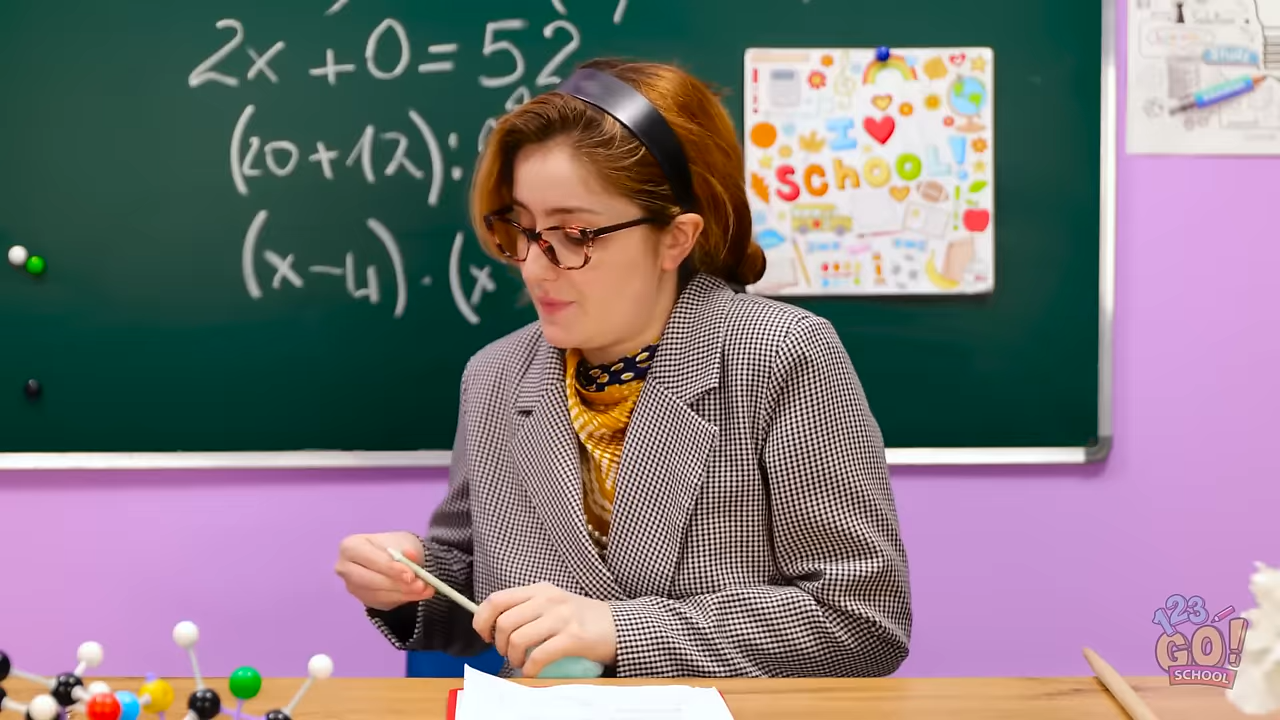 2x + 0 = 52
(20 + 12) :
(x - 4) · (x
I
SCHOOL
123
GO!
SCHOOL